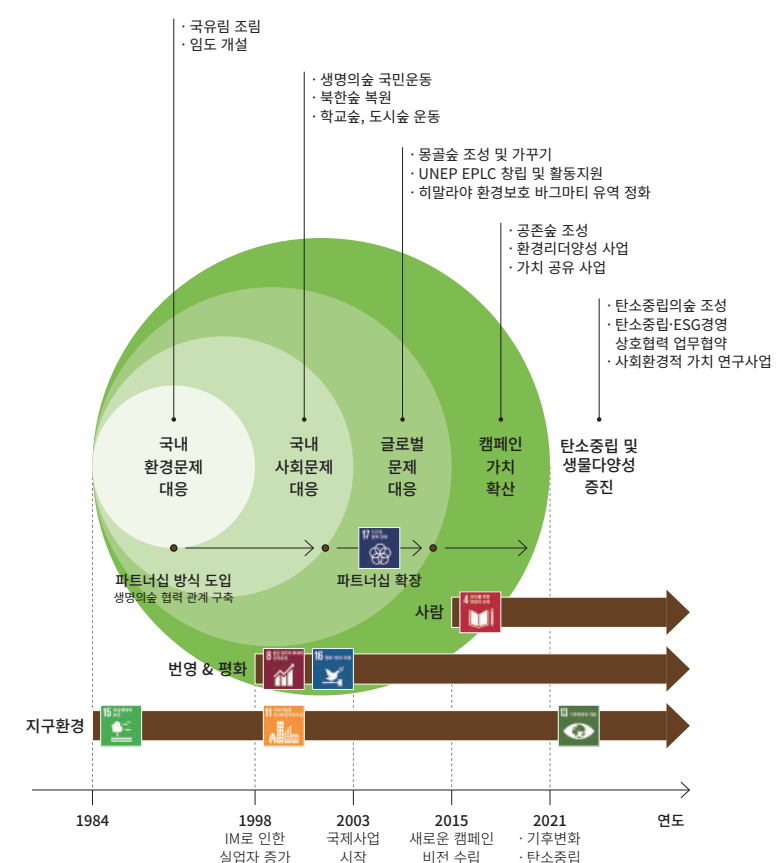 · 국유림 조림
· 임도 개설
· 생명의숲 국민운동
· 북한숲 복원
· 학교숲, 도시숲 운동
· 몽골숲 조성 및 가꾸기
· UNEP EPLC 창립 및 활동지원
· 히말라야 환경보호 바그마티 유역 정화
· 공존숲 조성
· 환경리더양성 사업
· 가치 공유 사업
· 탄소중립의숲 조성
· 탄소중립·ESG경영
상호협력 업무협약
· 사회환경적 가치 연구사업
국내
환경문제
대응
국내
사회문제
대응
글로벌
문제
대응
캠페인
가치
확산
탄소중립 및
생물다양성
증진
17
파트너십 방식 도입
생명의숲 협력 관계 구축
파트너십 확장
사람
4
번영 & 평화
8
16
지구환경
15
11
13
1984
1998
2003
2015
2021
연도
IM로 인한
실업자 증가
국제사업
시작
새로운 캠페인
비전 수립
· 기후변화
· 탄소중립